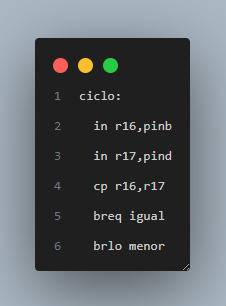 1 ciclo:
2 in r16,pinb
3 in r17,pind
4 cp r16,r17
5 breq igual
6 brlo menor